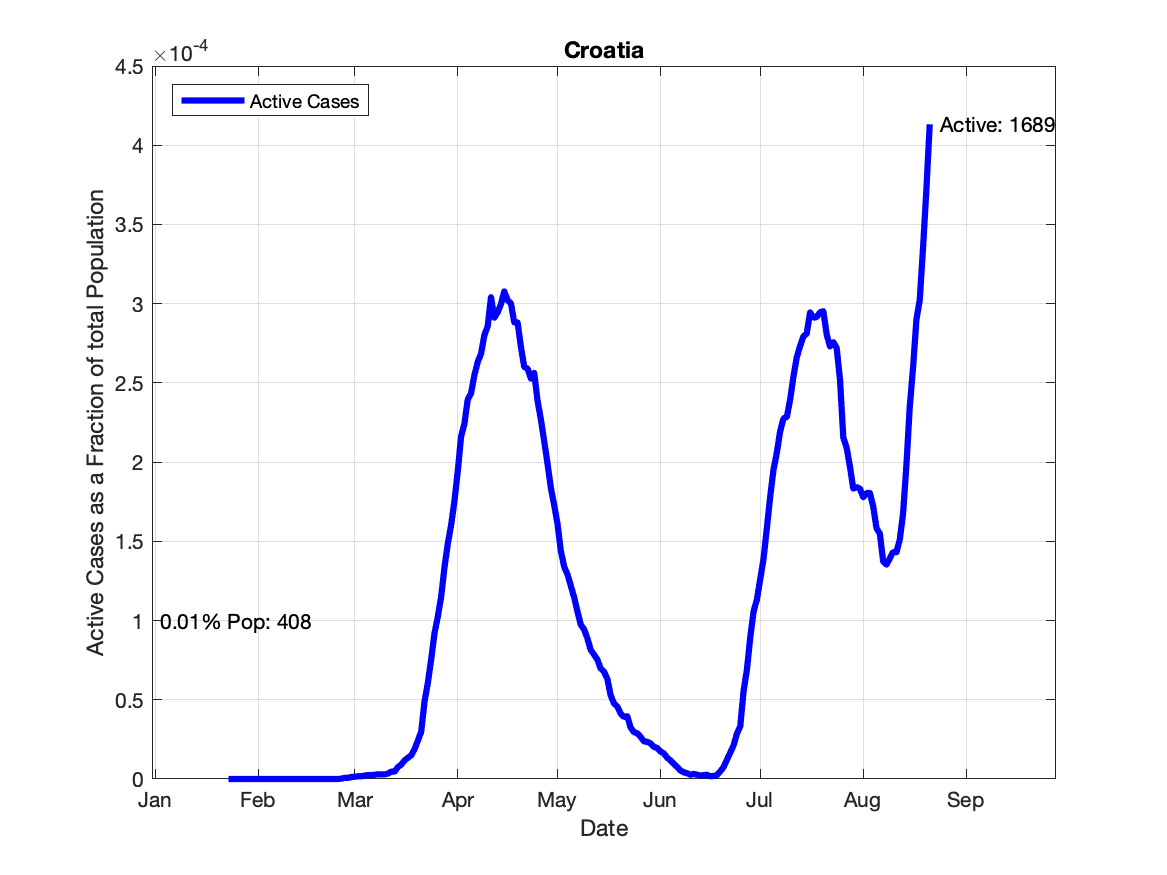 Croatia
×10-4
4.5
4
3.5
3
2.5
2
1.5
1
0.5
0
Active Cases as a Fraction of total Population
Active Cases
Active: 1689
0.01% Pop: 408
Jan Feb Mar Apr May Jun Jul Aug Sep
Date